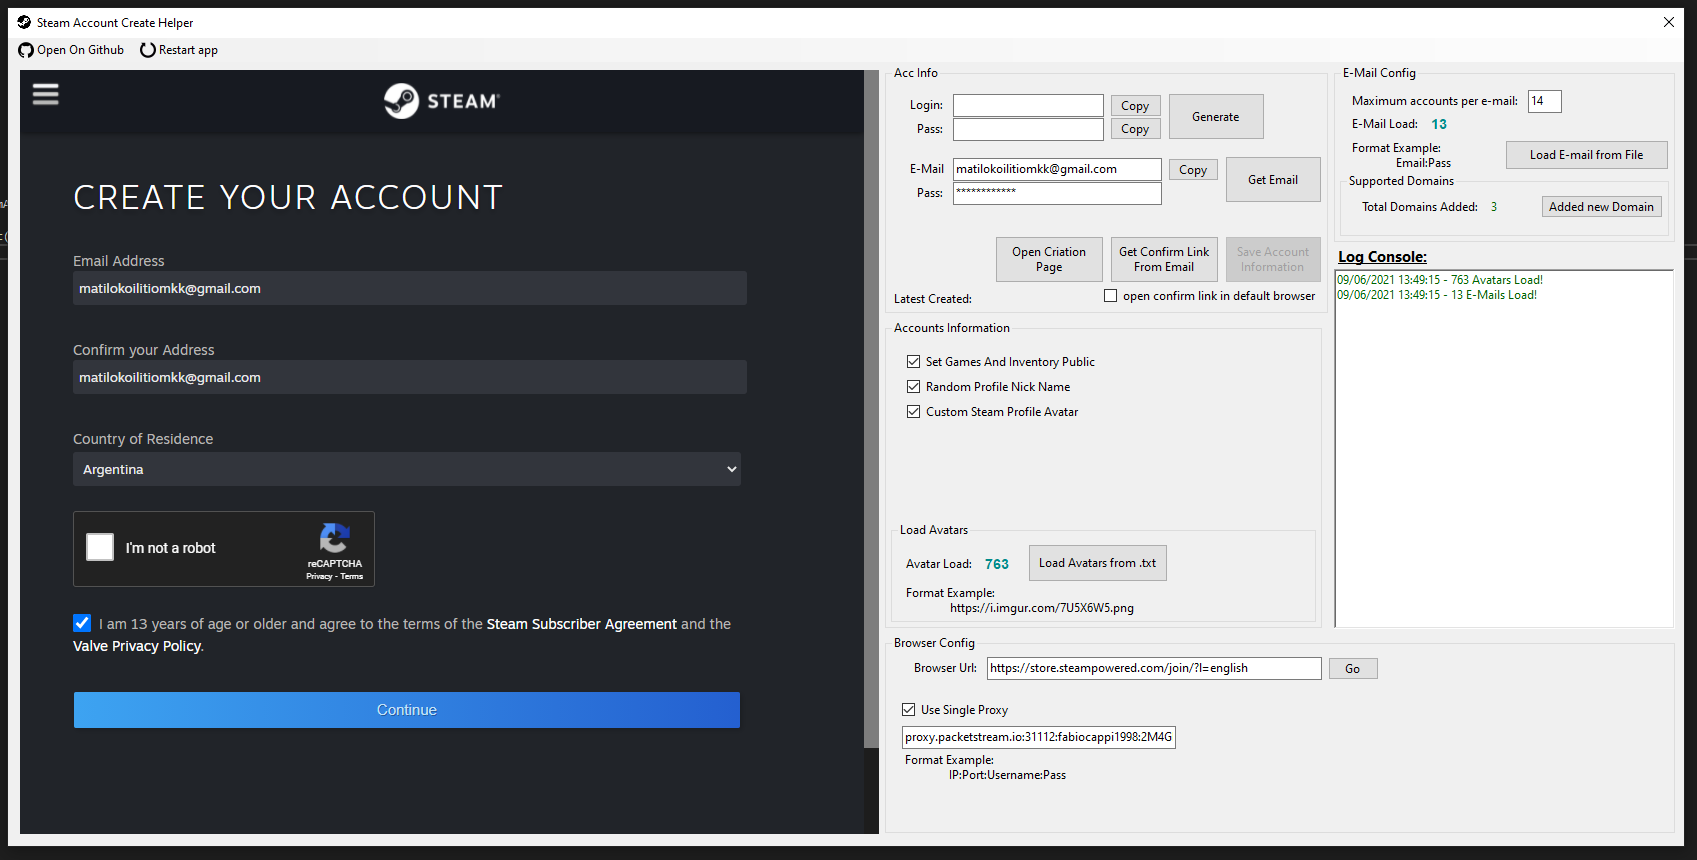 Steam Account Create Helper
Open On Github
Restart app
STEAM
CREATE YOUR ACCOUNT
Email Address
matilokoilitiomkk@gmail.com
Confirm your Address
matilokoilitiomkk@gmail.com
Country of Residence
Argentina
I'm not a robot
reCAPTCHA
Privacy - Terms
I am 13 years of age or older and agree to the terms of the Steam Subscriber Agreement and the
Valve Privacy Policy.
Continue
Acc Info
Login:
Copy
Pass:
Copy
Generate
E-Mail
matilokoilitiomkk@gmail.com
Copy
Pass:
************
Get Email
Open Criation
Page
Get Confirm Link
From Email
Save Account
Information
Latest Created:
open confirm link in default browser
Accounts Information
Set Games And Inventory Public
Random Profile Nick Name
Custom Steam Profile Avatar
Load Avatars
Avatar Load: 763
Load Avatars from .txt
Format Example:
https://i.imgur.com/7U5X6W5.png
E-Mail Config
Maximum accounts per e-mail: 14
E-Mail Load: 13
Format Example:
Email:Pass
Load E-mail from File
Supported Domains
Total Domains Added: 3
Added new Domain
Log Console:
09/06/2021 13:49:15 - 763 Avatars Load!
09/06/2021 13:49:15 - 13 E-Mails Load!
Browser Config
Browser Url: https://store.steampowered.com/join/?l=english
Go
Use Single Proxy
proxy.packetstream.io:31112:fabiocappi1998:2M4G
Format Example:
IP:Port:Username:Pass